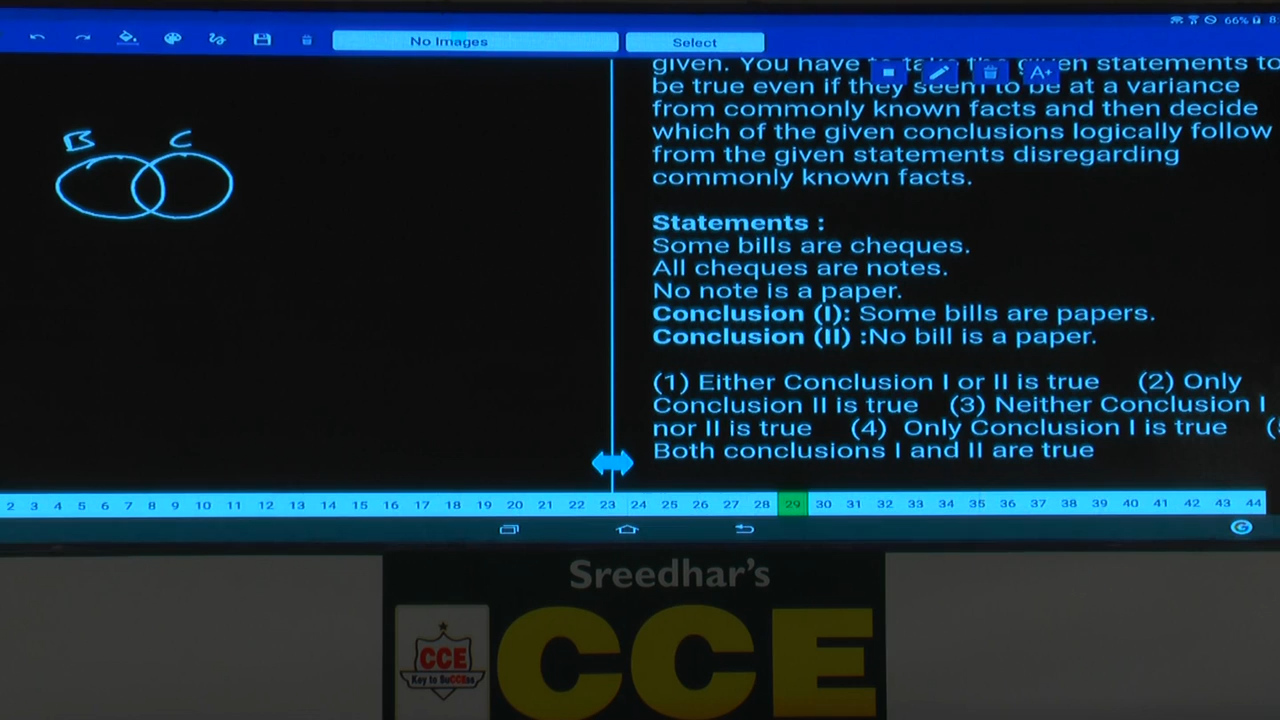 66%
No Images
Select
given. You have to take the given statements to
A+
be true even if they seem to be at a variance
from commonly known facts and then decide
which of the given conclusions logically follow
from the given statements disregarding
commonly known facts.
B C
Statements :
Some bills are cheques.
All cheques are notes.
No note is a paper.
Conclusion (I): Some bills are papers.
Conclusion (II) :No bill is a paper.
(1) Either Conclusion I or II is true (2) Only
Conclusion II is true (3) Neither Conclusion I
nor II is true (4) Only Conclusion I is true
Both conclusions I and II are true
2 3 4 5 6 7 8 9 10 11 12 13 14 15 16 17 18 19 20 21 22 23 24 25 26 27 28 29 30 31 32 33 34 35 36 37 38 39 40 41 42 43 44
Sreedhar's
CCE
CCE
Key to SuCCEss